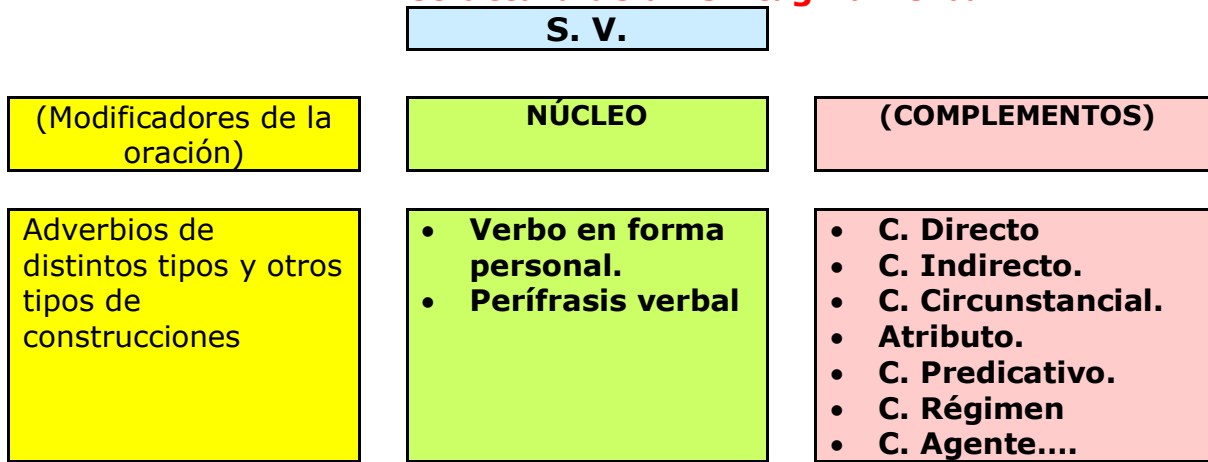 S. V.
(Modificadores de la
oración)
NÚCLEO
(COMPLEMENTOS)
Adverbios de
distintos tipos y otros
tipos de
construcciones
• Verbo en forma
personal.
• Perífrasis verbal
• C. Directo
• C. Indirecto.
• C. Circunstancial.
• Atributo.
• C. Predicativo.
• C. Régimen
• C. Agente....